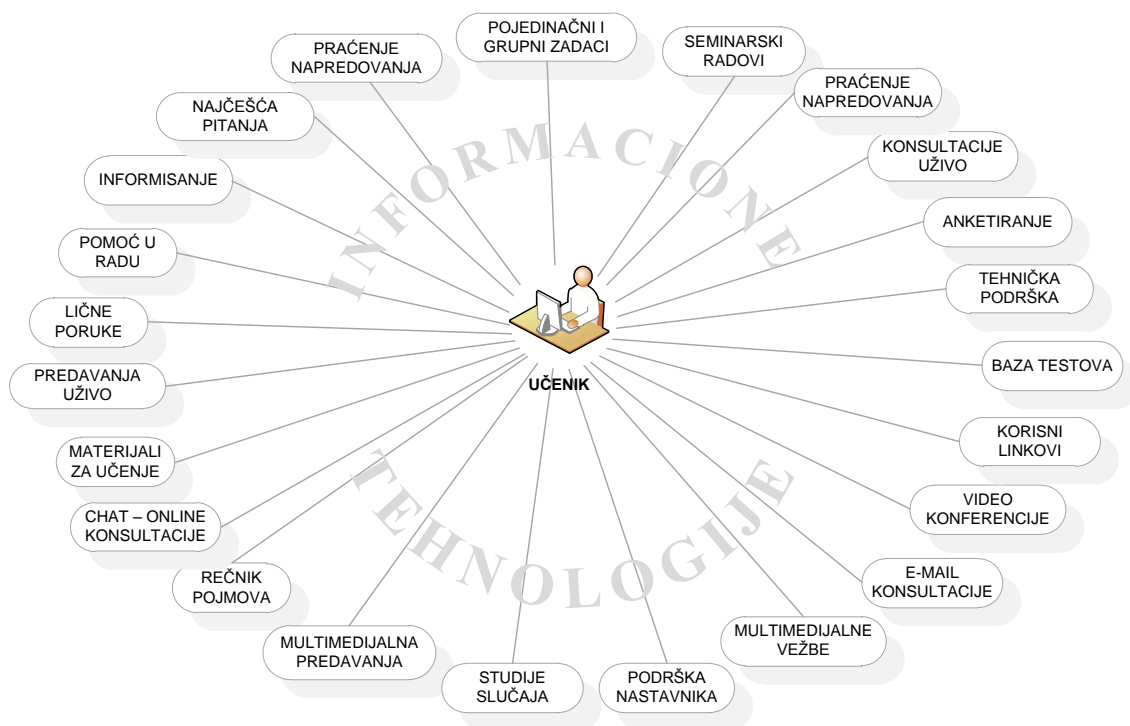 POJEDINAČNI I
GRUPNI ZADACI
SEMINARSKI
RADOVI
PRAĆENJE
NAPREDOVANJA
KONSULTACIJE
UŽIVO
ANKETIRANJE
TEHNIČKA
PODRŠKA
BAZA TESTOVA
KORISNI
LINKOVI
VIDEO
KONFERENCIJE
E-MAIL
KONSULTACIJE
MULTIMEDIJALNE
VEŽBE
PODRŠKA
NASTAVNIKA
STUDIJE
SLUČAJA
MULTIMEDIJALNA
PREDAVANJA
REČNIK
POJMOVA
CHAT – ONLINE
KONSULTACIJE
MATERIJALI
ZA UČENJE
PREDAVANJA
UŽIVO
LIČNE
PORUKE
POMOĆ U
RADU
INFORMISANJE
NAJČEŠĆA
PITANJA
PRAĆENJE
NAPREDOVANJA
INFORMACIONE
UČENIK
TEHNOLOGIJE